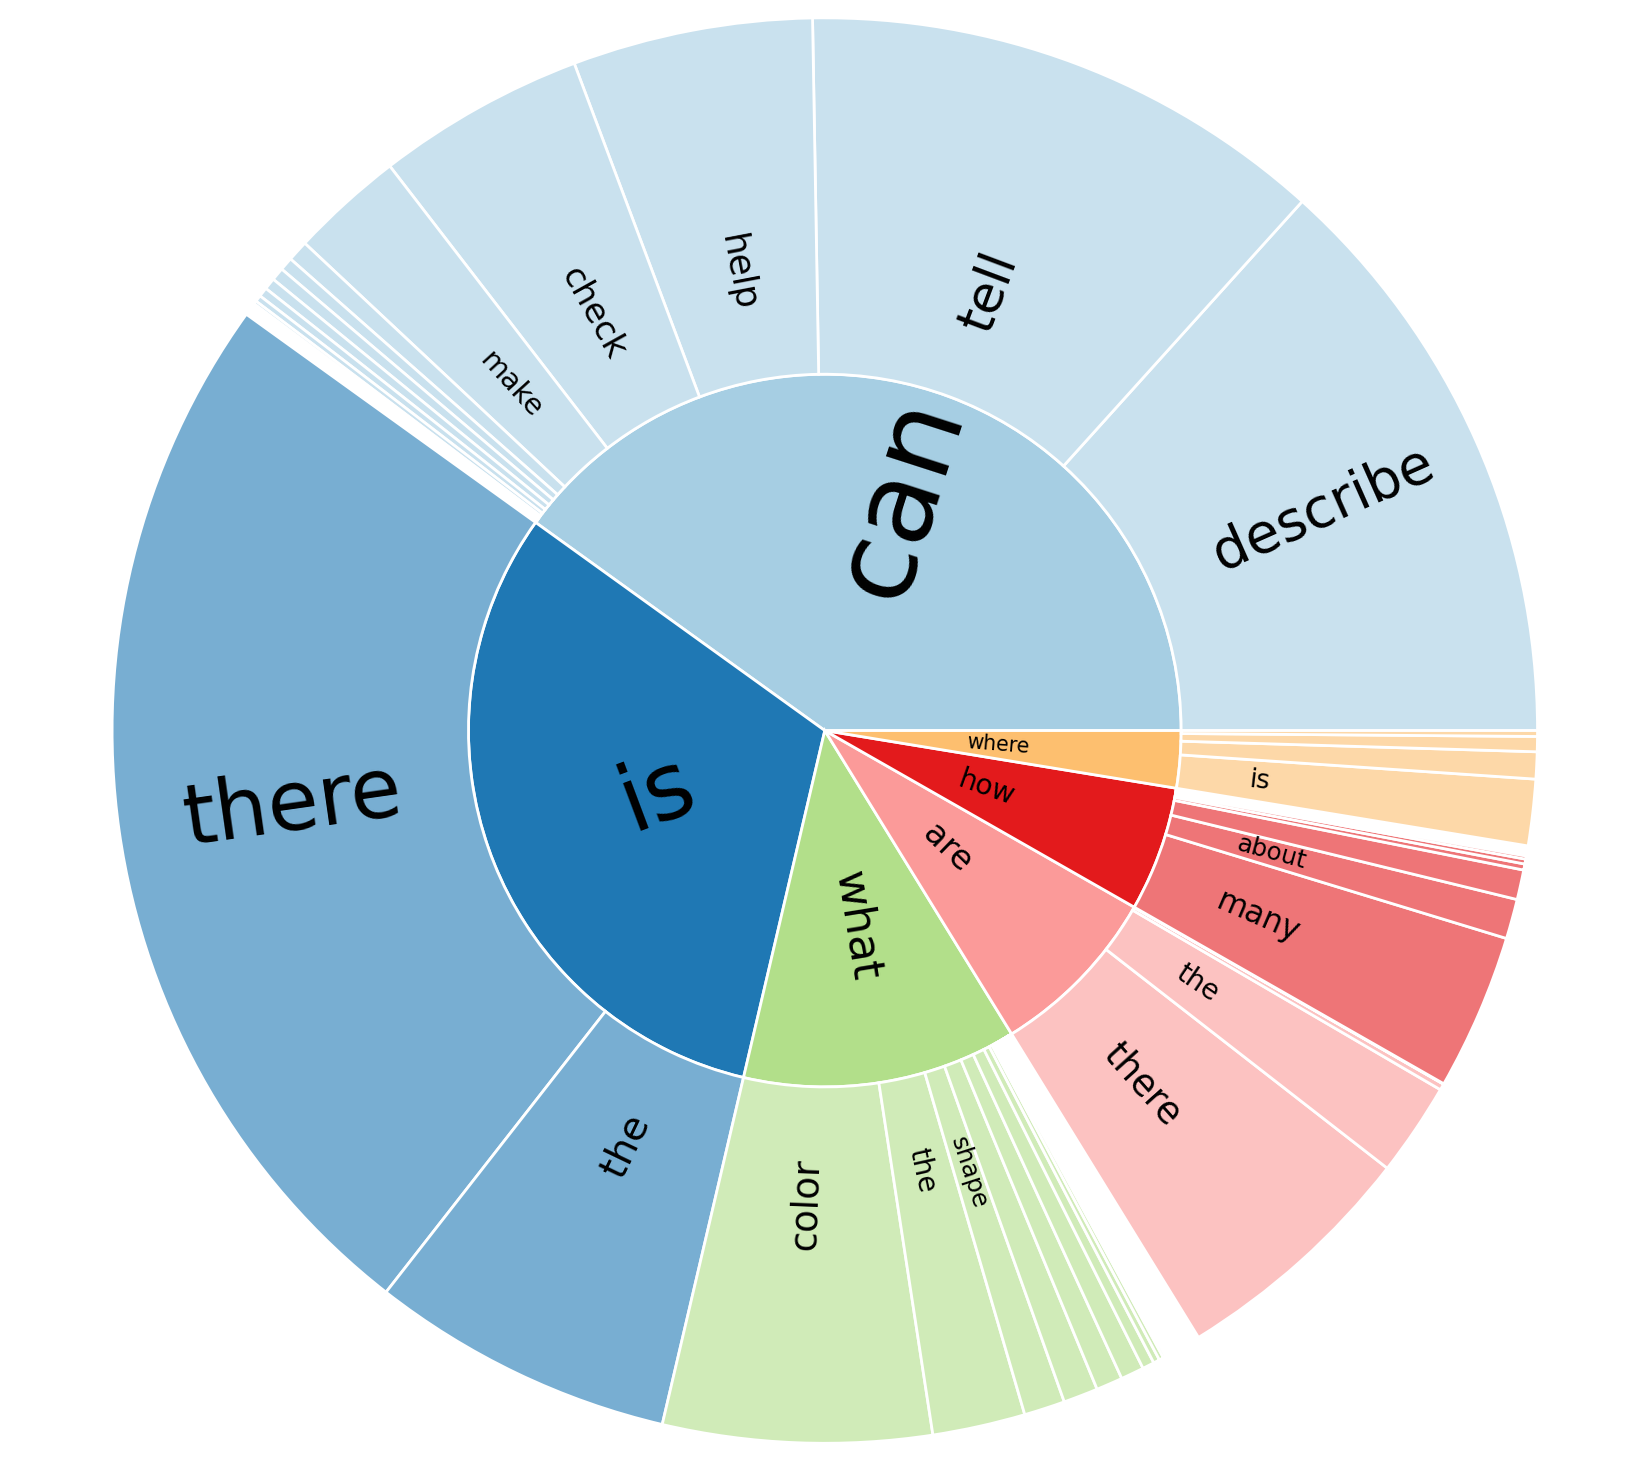 can
describe
tell
help
check
make
is
there
the
what
color
the
shape
are
there
the
how
many
about
where
is